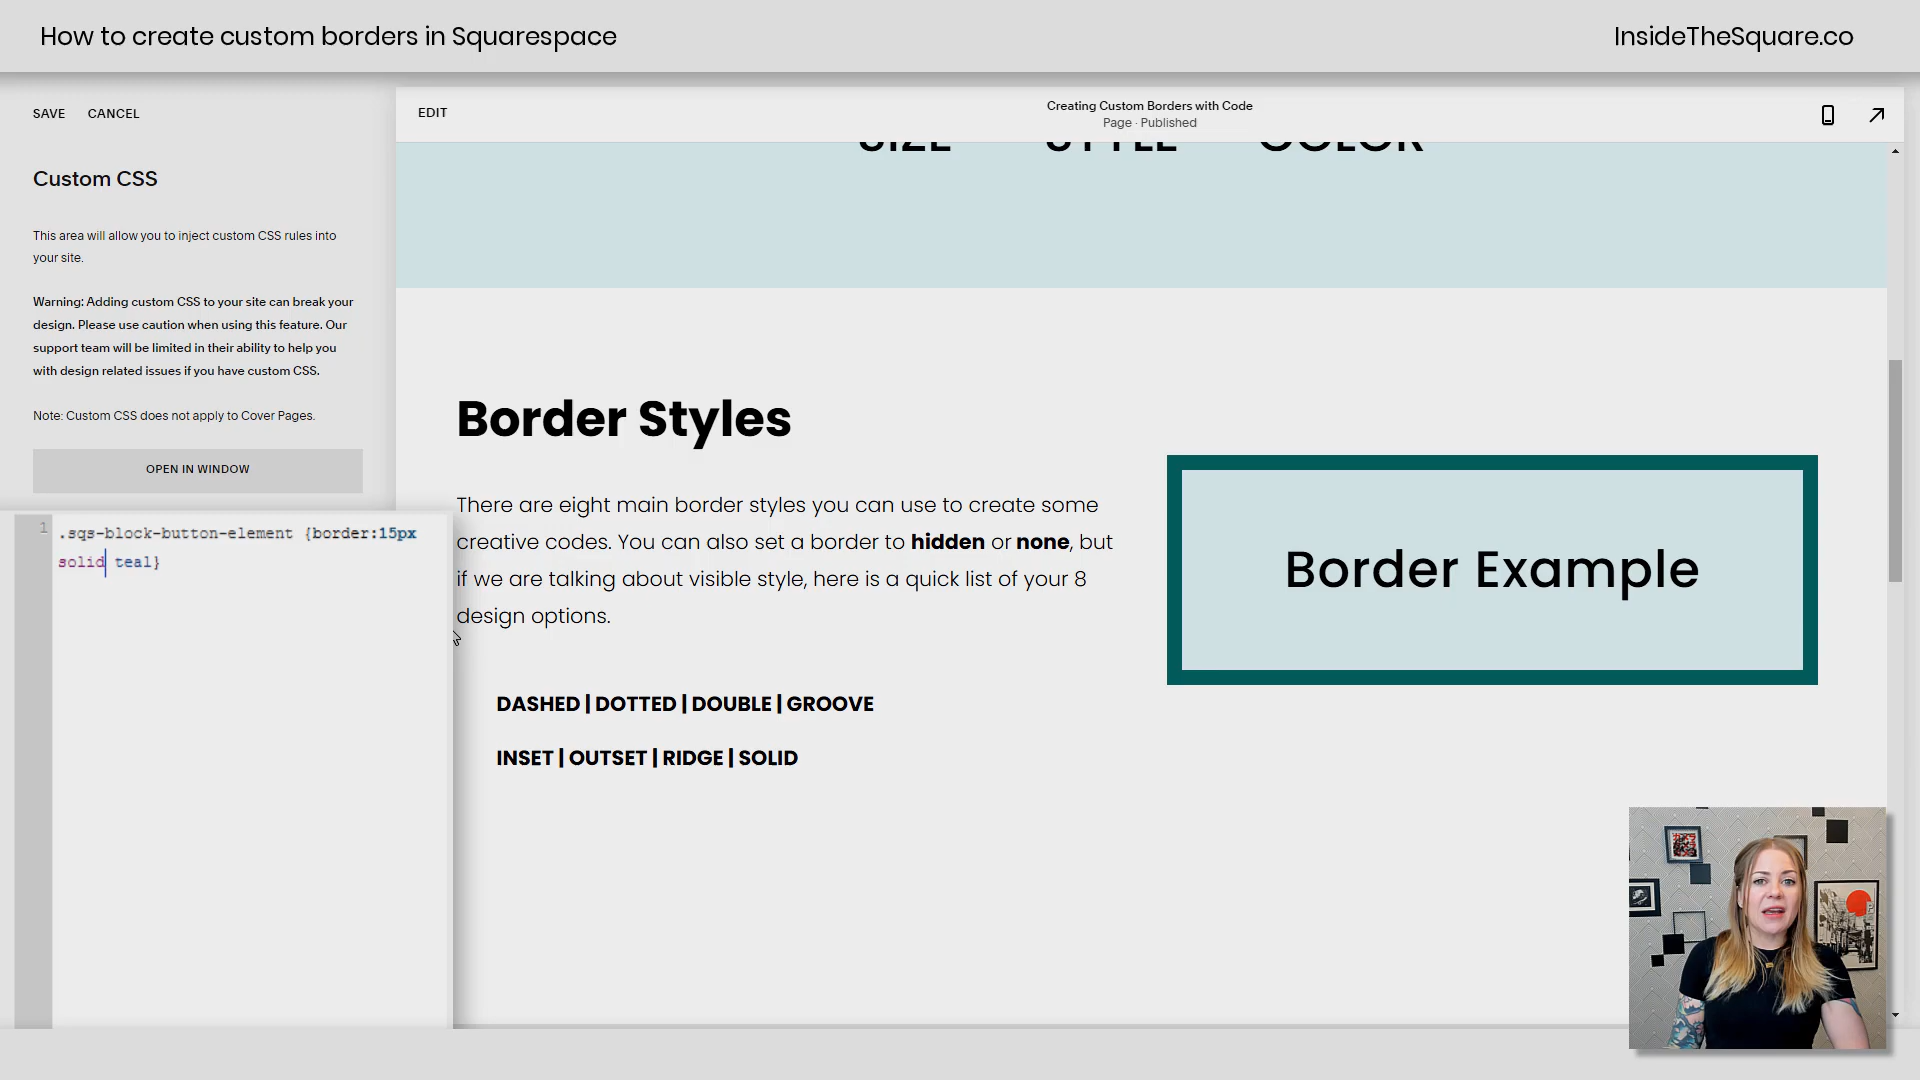 How to create custom borders in Squarespace
InsideTheSquare.co
SAVE CANCEL
EDIT
Creating Custom Borders with Code
Page · Published
SIZE STYLE COLOR
Custom CSS
This area will allow you to inject custom CSS rules into
your site.
Warning: Adding custom CSS to your site can break your
design. Please use caution when using this feature. Our
support team will be limited in their ability to help you
with design related issues if you have custom CSS.
Note: Custom CSS does not apply to Cover Pages.
OPEN IN WINDOW
1
.sqs-block-button-element {border:15px
solid teal}
Border Styles
There are eight main border styles you can use to create some
creative codes. You can also set a border to hidden or none, but
if we are talking about visible style, here is a quick list of your 8
design options.
DASHED | DOTTED | DOUBLE | GROOVE
INSET | OUTSET | RIDGE | SOLID
Border Example